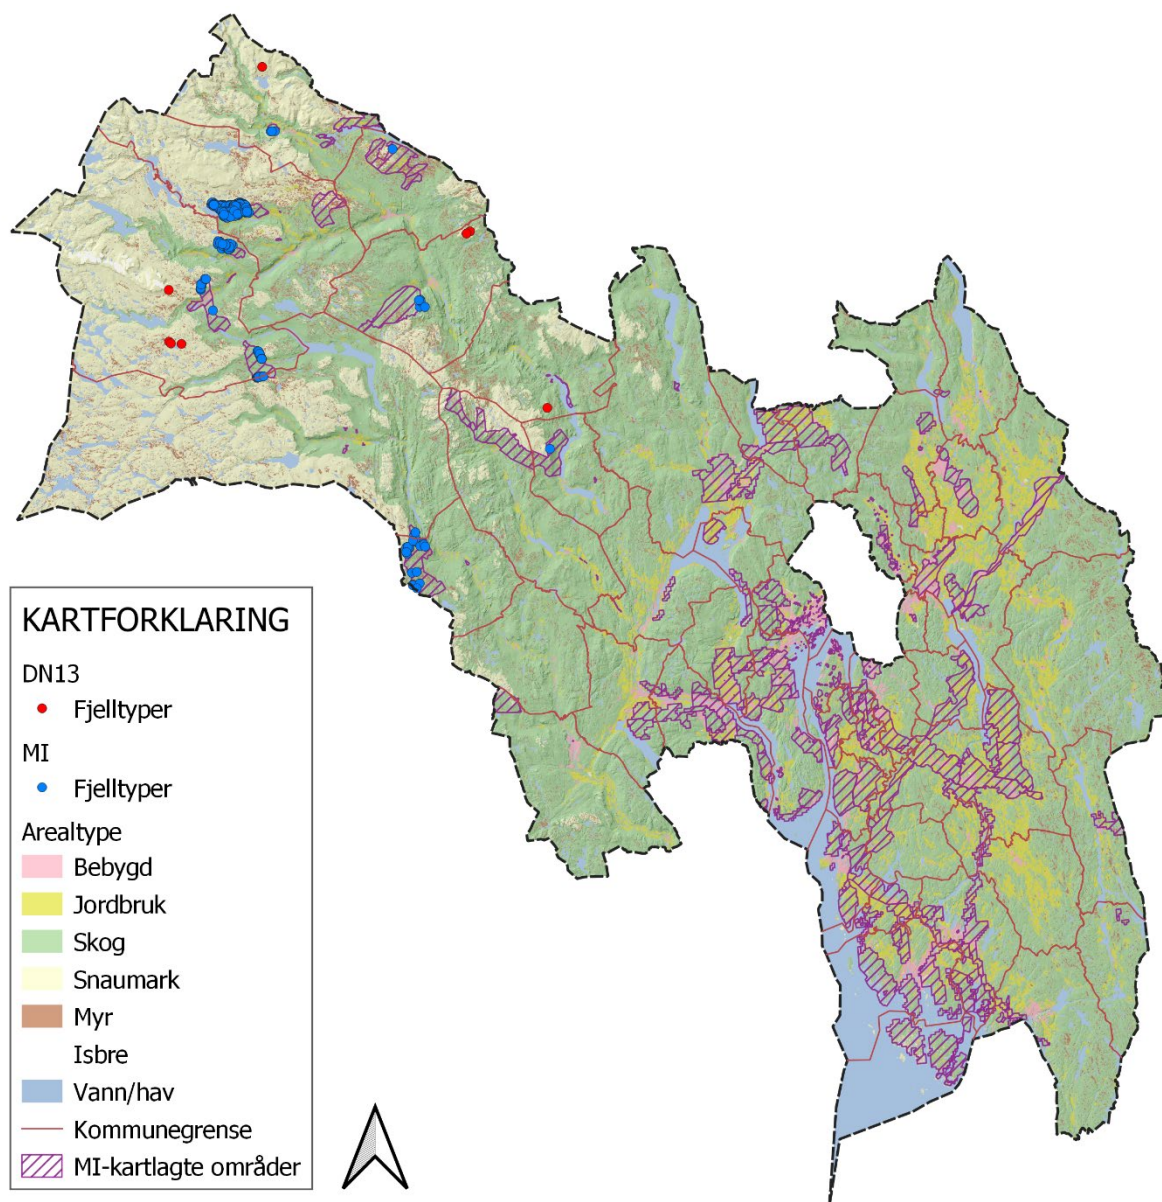 KARTFORKLARING
DN13
Fjelltyper
MI
Fjelltyper
Arealtype
Bebygd
Jordbruk
Skog
Snaumark
Myr
Isbre
Vann/hav
Kommunegrense
MI-kartlagte områder